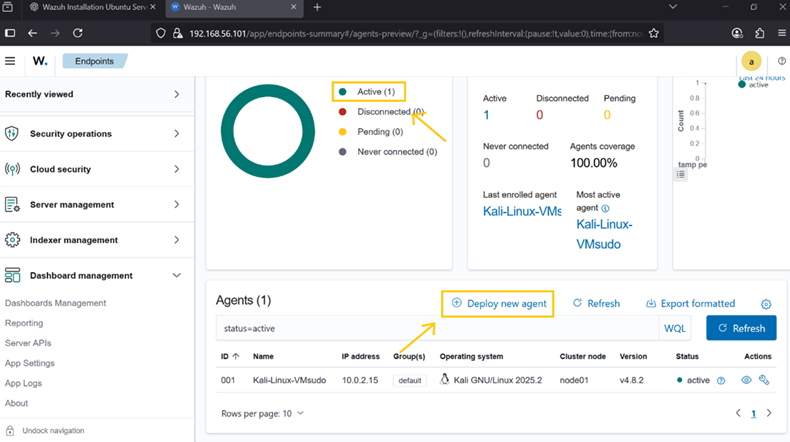 Wazuh Installation Ubuntu Serv
Wazuh - Wazuh
192.168.56.101/app/endpoints-summary#/agents-preview/?_g=(filters:!(),refreshInterval:(pause:!t,value:0),time:(from:no
W. Endpoints a
Recently viewed
Security operations
Cloud security
Server management
Indexer management
Dashboard management
Dashboards Management
Reporting
Server APIs
App Settings
App Logs
About
Undock navigation
Active (1)
Disconnected (0)
Pending (0)
Never connected (0)
Active Disconnected Pending
1 0 0
Never connected Agents coverage
0 100.00%
Last enrolled agent
Kali-Linux-VMs
Most active
agent
Kali-Linux-
VMsudo
Last 24 hours
active
Count
1
0.8
0.6
0.4
0.2
0
tamp pe
Agents (1)
Deploy new agent Refresh Export formatted
status=active WQL Refresh
ID Name IP address Group(s) Operating system Cluster node Version Status Actions
001 Kali-Linux-VMsudo 10.0.2.15 default Kali GNU/Linux 2025.2 node01 v4.8.2 active
Rows per page: 10 1